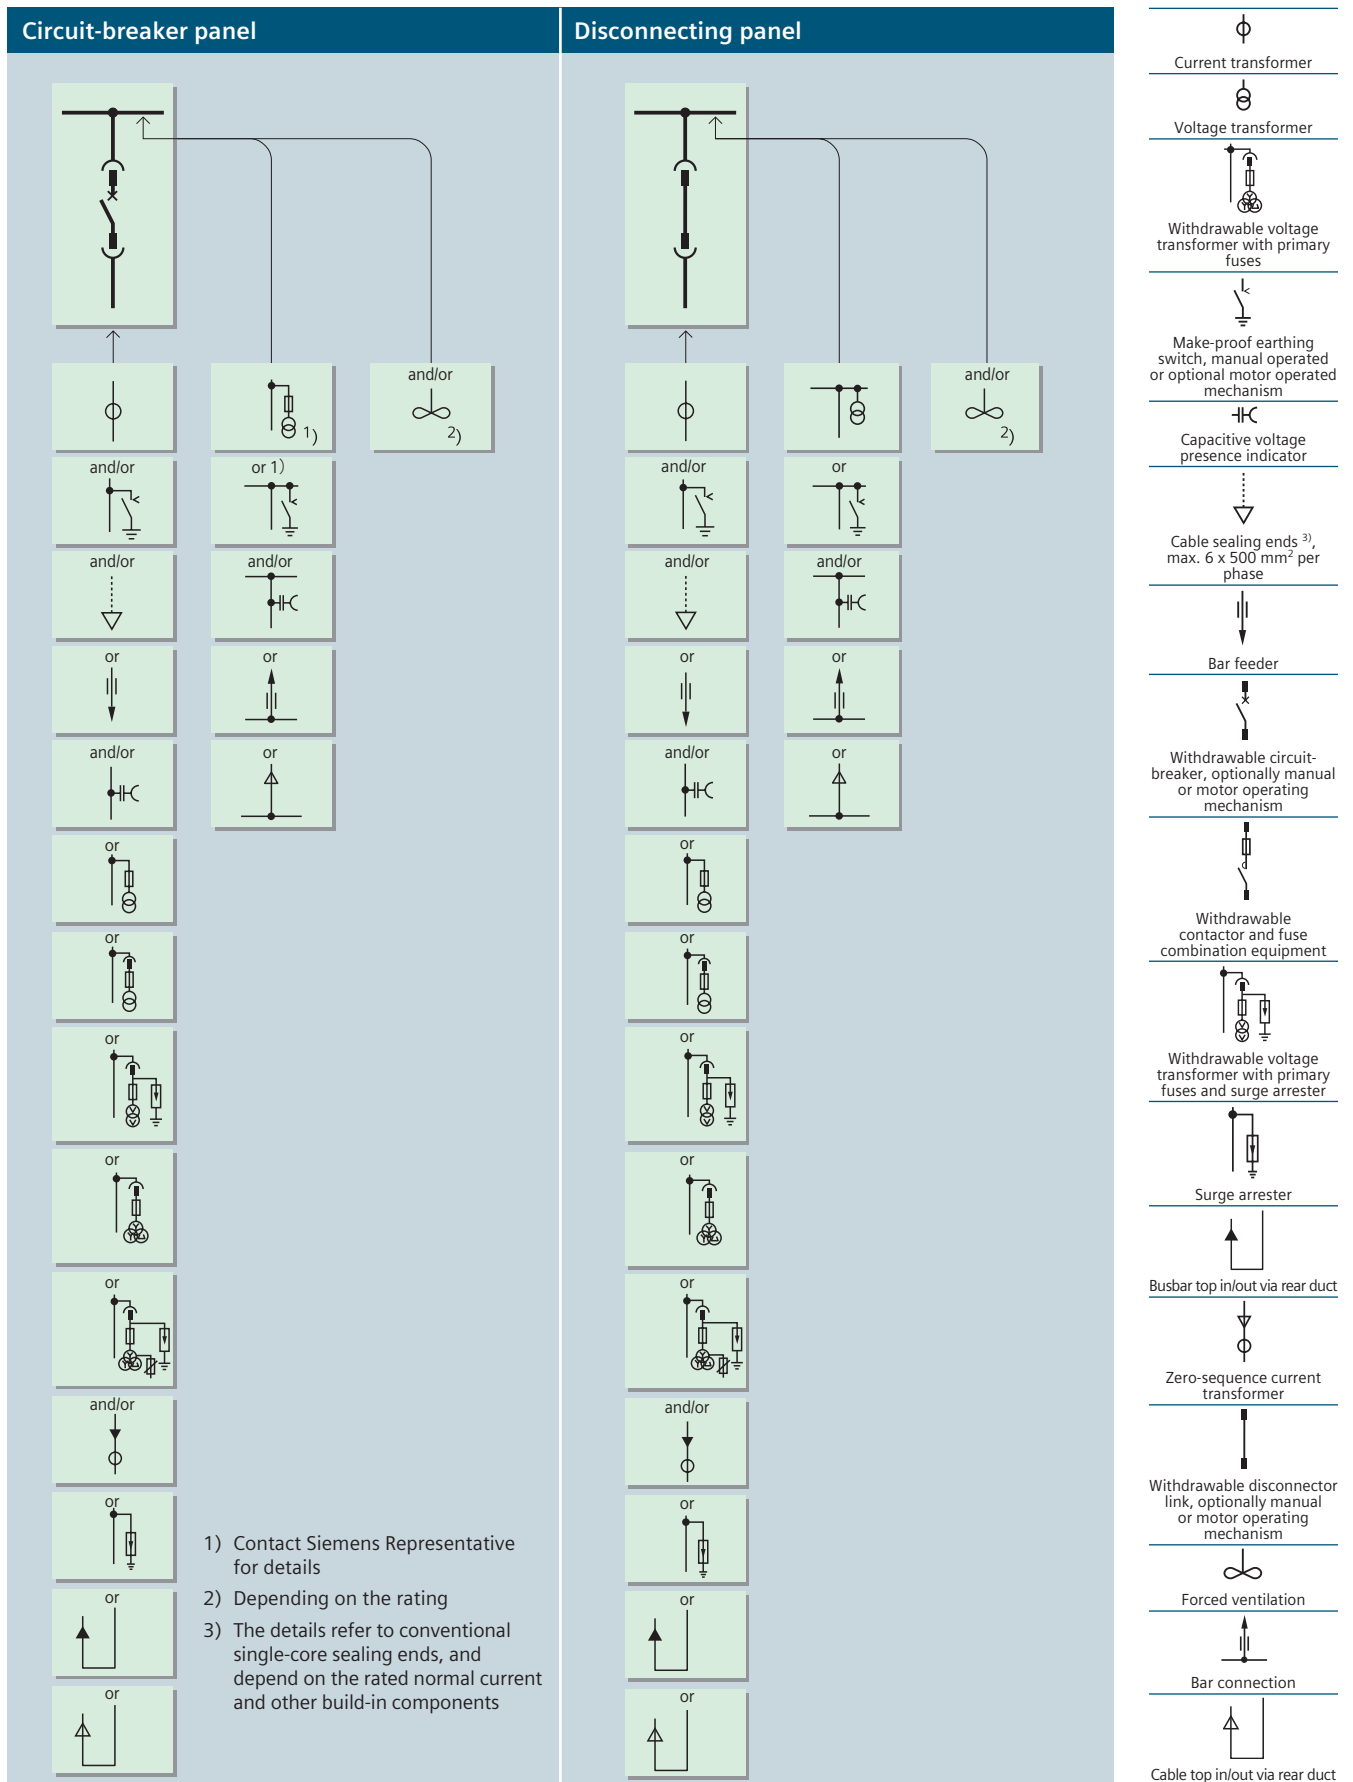 Circuit-breaker panel
and/or
1)
2)
and/or
or 1)
and/or
and/or
or
or
and/or
or
or
or
or
or
or
and/or
or
or
or
1) Contact Siemens Representative
for details
2) Depending on the rating
3) The details refer to conventional
single-core sealing ends, and
depend on the rated normal current
and other build-in components
Disconnecting panel
and/or
2)
and/or
or
and/or
and/or
or
or
and/or
or
or
or
or
or
or
and/or
or
or
or
Current transformer
Voltage transformer
Withdrawable voltage
transformer with primary
fuses
Make-proof earthing
switch, manual operated
or optional motor operated
mechanism
Capacitive voltage
presence indicator
Cable sealing ends 3),
max. 6 x 500 mm2 per
phase
Bar feeder
Withdrawable circuit-
breaker, optionally manual
or motor operating
mechanism
Withdrawable
contactor and fuse
combination equipment
Withdrawable voltage
transformer with primary
fuses and surge arrester
Surge arrester
Busbar top in/out via rear duct
Zero-sequence current
transformer
Withdrawable disconnector
link, optionally manual
or motor operating
mechanism
Forced ventilation
Bar connection
Cable top in/out via rear duct